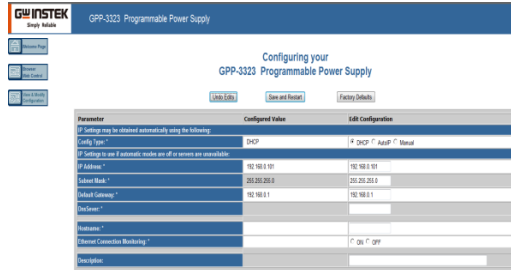 GWINSTEK
Simply Reliable
GPP-3323 Programmable Power Supply
Welcome Page
Browser
Web Control
View & Modify
Configuration
Configuring your
GPP-3323 Programmable Power Supply
Undo Edits Save and Restart Factory Defaults
Parameter Configured Value Edit Configuration
IP Settings may be obtained automatically using the following:
Config Type: * DHCP DHCP AutoIP Manual
IP Settings to use if automatic modes are off or servers are unavailable:
IP Address: * 192.168.0.101 192.168.0.101
Subnet Mask: * 255.255.255.0 255.255.255.0
Default Gateway: * 192.168.0.1 192.168.0.1
DnsSever: *
Hostname: *
Ethernet Connection Monitoring: * ON OFF
Description: